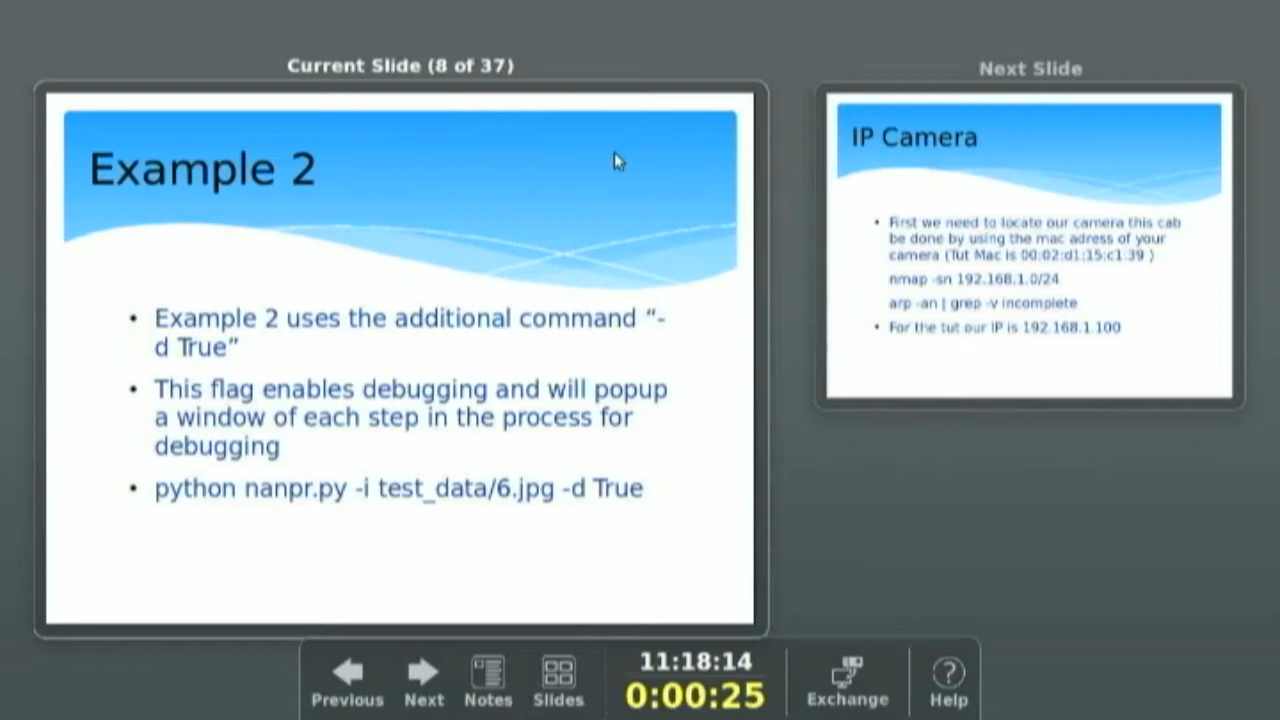 Current Slide (8 of 37)
Example 2
• Example 2 uses the additional command “-
d True”
• This flag enables debugging and will popup
a window of each step in the process for
debugging
• python nanpr.py -i test_data/6.jpg -d True
Next Slide
IP Camera
• First we need to locate our camera this cab
be done by using the mac adress of your
camera (Tut Mac is 00:02:d1:15:c1:39 )
nmap -sn 192.168.1.0/24
arp -an | grep -v incomplete
• For the tut our IP is 192.168.1.100
Previous
Next
Notes
Slides
11:18:14
0:00:25
Exchange
Help